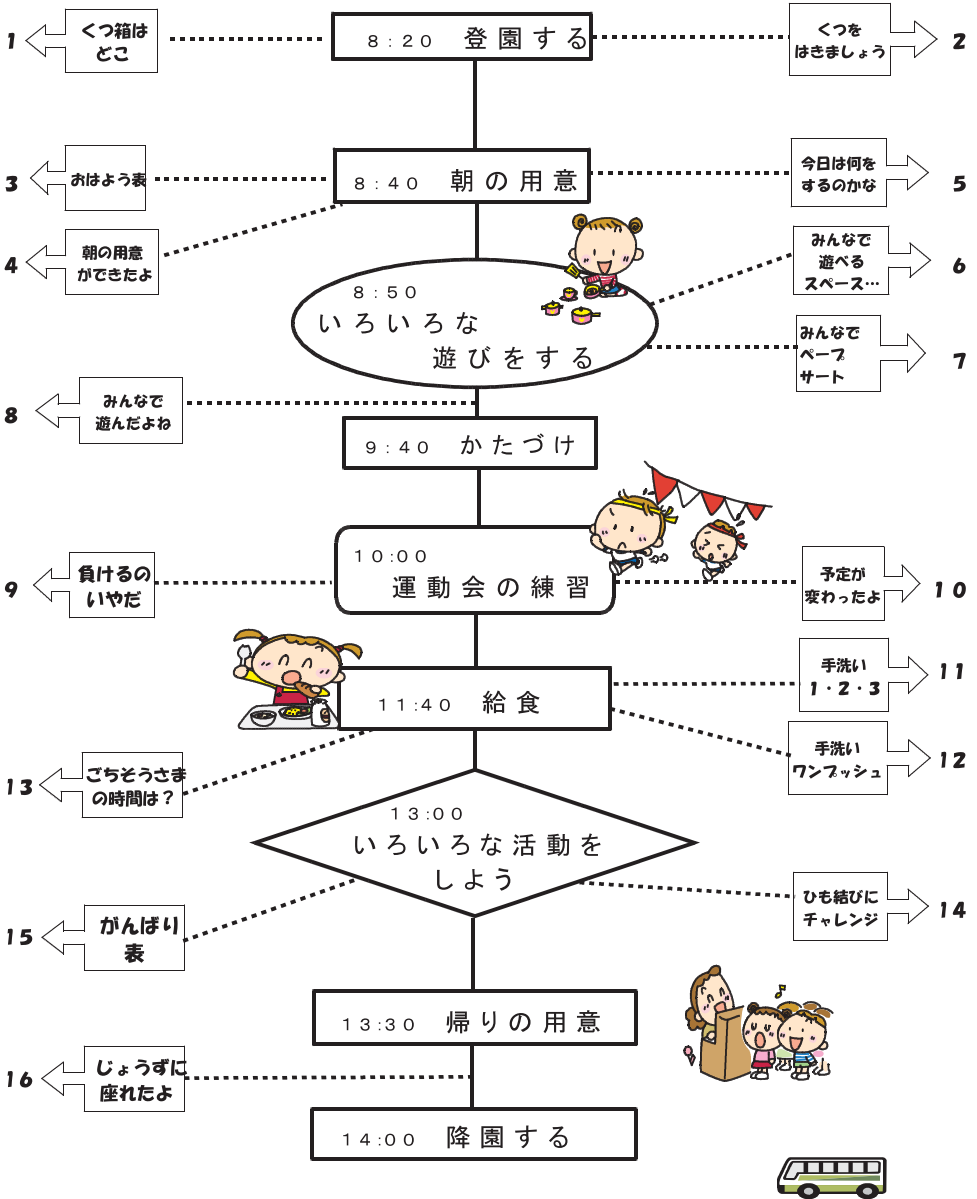 1
くつ箱は
どこ
8:20 登園する
くつを
はきましょう
2
3
おはよう表
8:40 朝の用意
今日は何を
するのかな
5
4
朝の用意
ができたよ
8:50
いろいろな
遊びをする
みんなで
遊べる
スペース…
6
みんなで
ペープ
サート
7
8
みんなで
遊んだよね
9:40 かたづけ
9
負けるの
いやだ
10:00
運動会の練習
予定が
変わったよ
10
11:40 給食
手洗い
1・2・3
11
手洗い
ワンプッシュ
12
13
ごちそうさま
の時間は？
13:00
いろいろな活動を
しよう
ひも結びに
チャレンジ
14
15
がんばり
表
13:30 帰りの用意
16
じょうずに
座れたよ
14:00 降園する